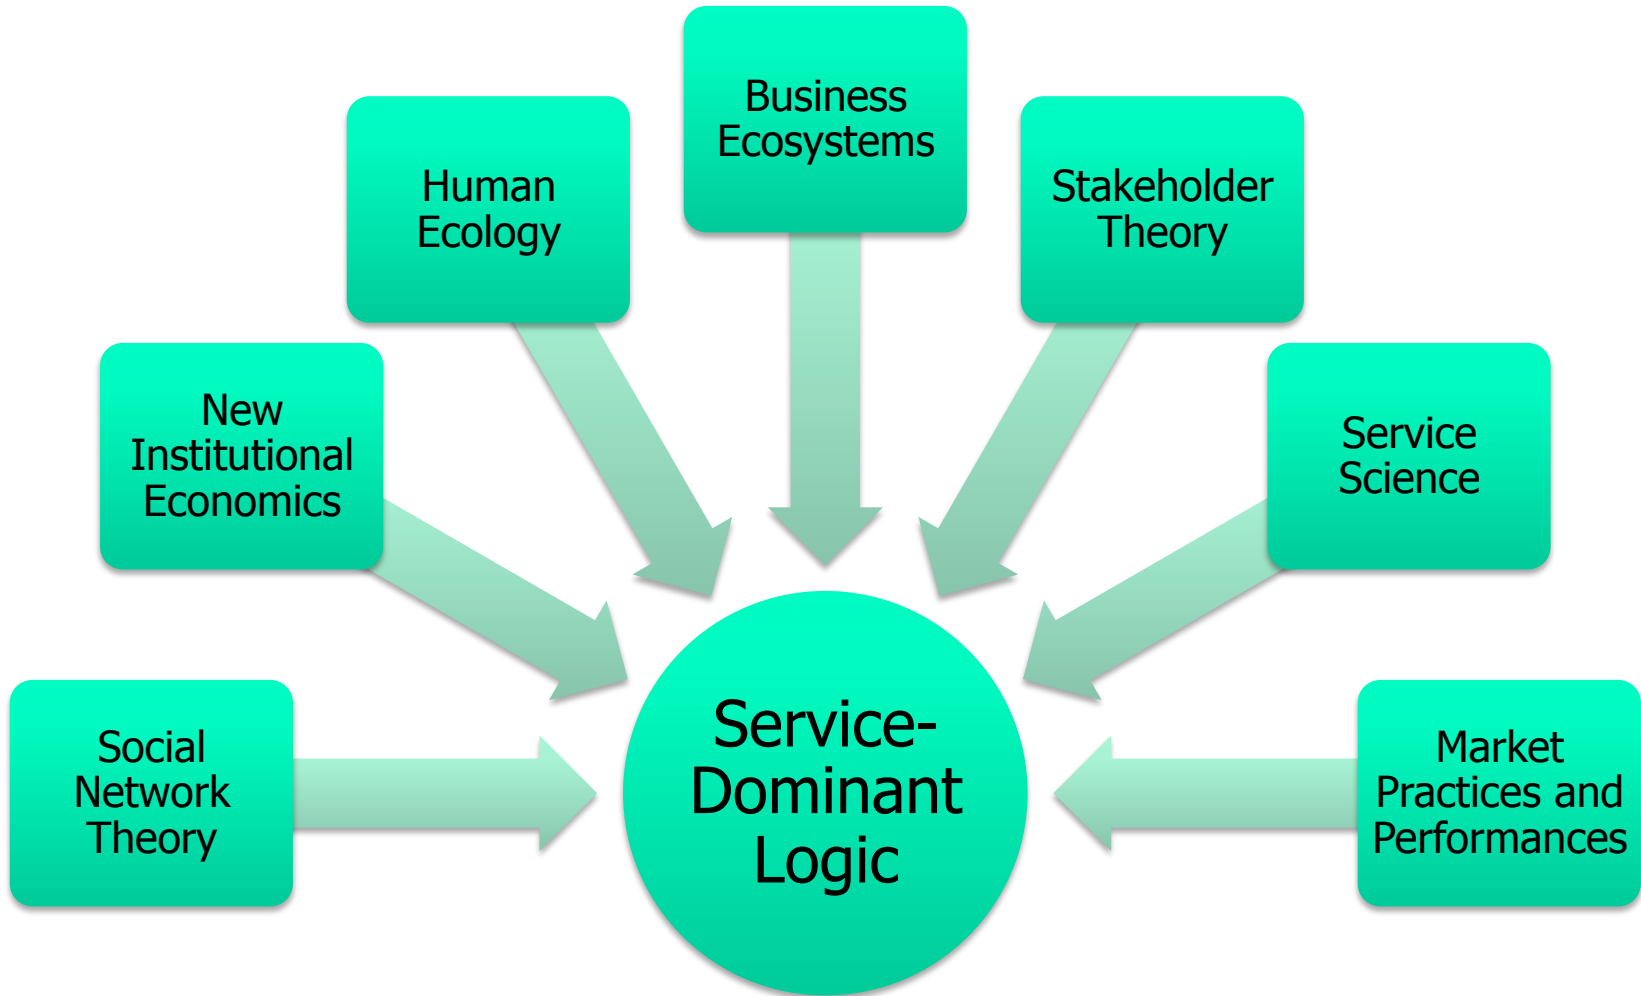 Business
Ecosystems
Human
Ecology
Stakeholder
Theory
New
Institutional
Economics
Service
Science
Social
Network
Theory
Service-
Dominant
Logic
Market
Practices and
Performances